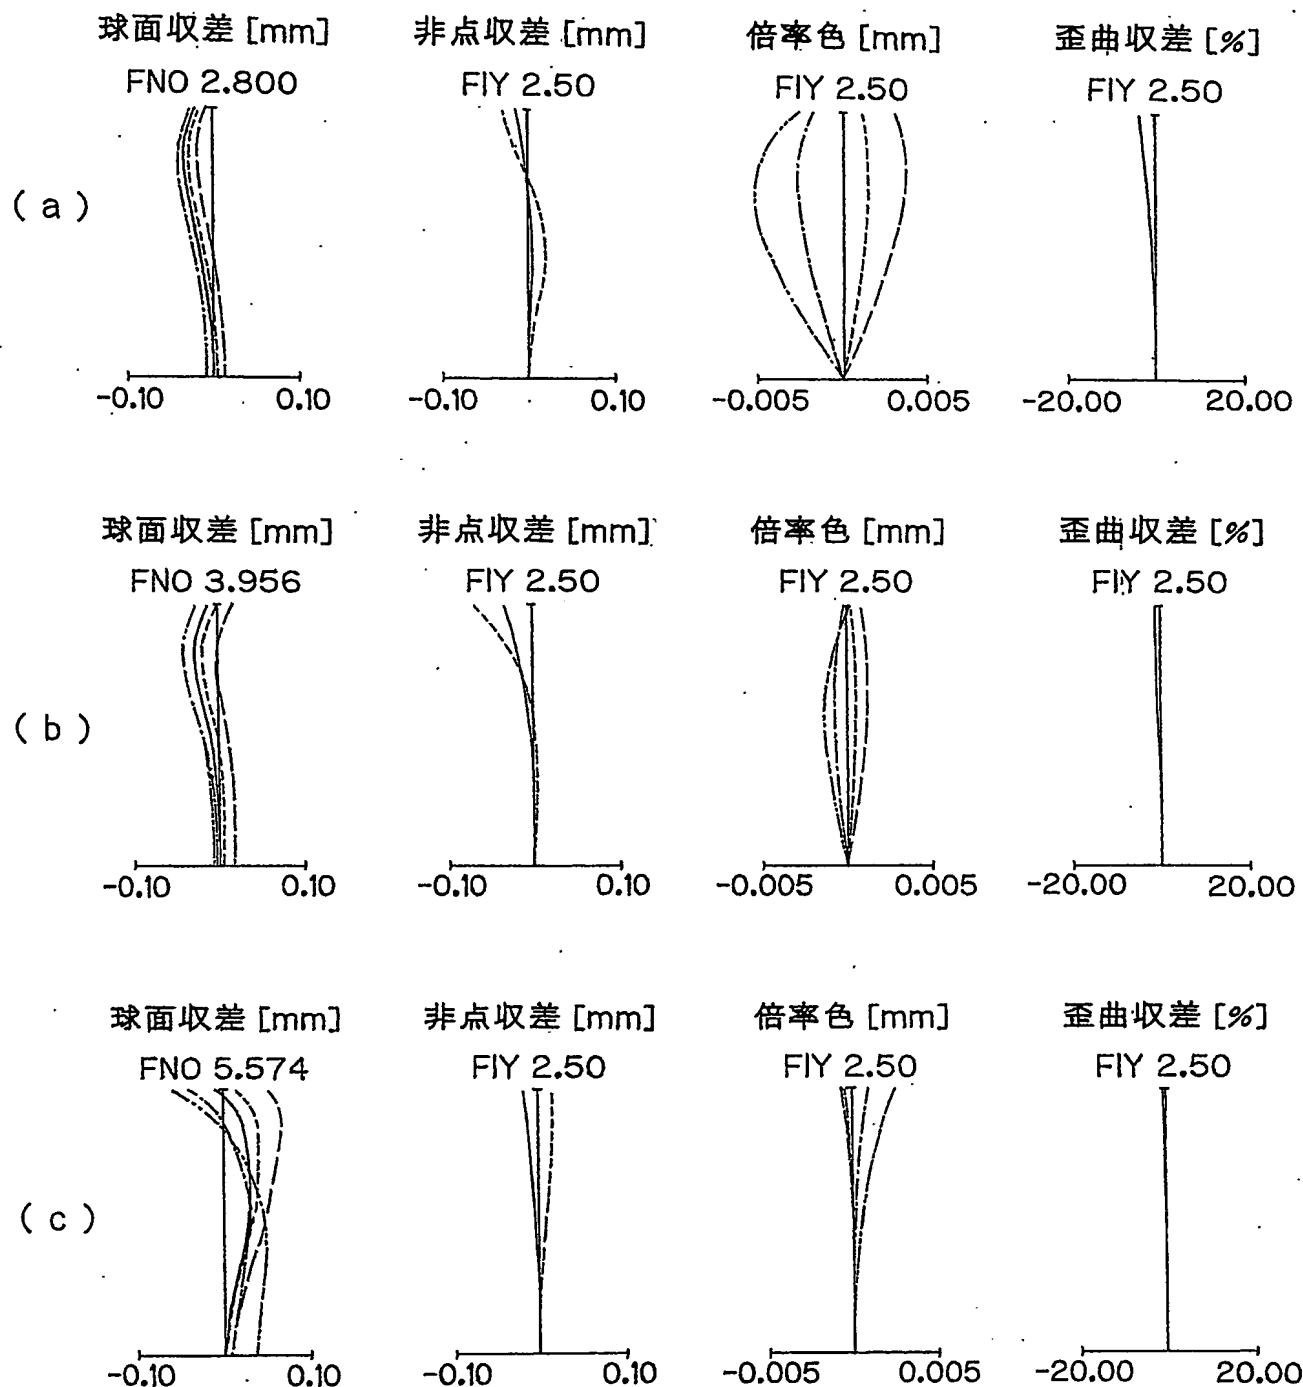 球面収差 [mm] 非点収差 [mm] 倍率色 [mm] 歪曲収差 [%]
FNO 2.800 FIY 2.50 FIY 2.50 FIY 2.50
(a)
-0.10 0.10 -0.10 0.10 -0.005 0.005 -20.00 20.00
球面収差 [mm] 非点収差 [mm] 倍率色 [mm] 歪曲収差 [%]
FNO 3.956 FIY 2.50 FIY 2.50 FIY 2.50
(b)
-0.10 0.10 -0.10 0.10 -0.005 0.005 -20.00 20.00
球面収差 [mm] 非点収差 [mm] 倍率色 [mm] 歪曲収差 [%]
FNO 5.574 FIY 2.50 FIY 2.50 FIY 2.50
(c)
-0.10 0.10 -0.10 0.10 -0.005 0.005 -20.00 20.00